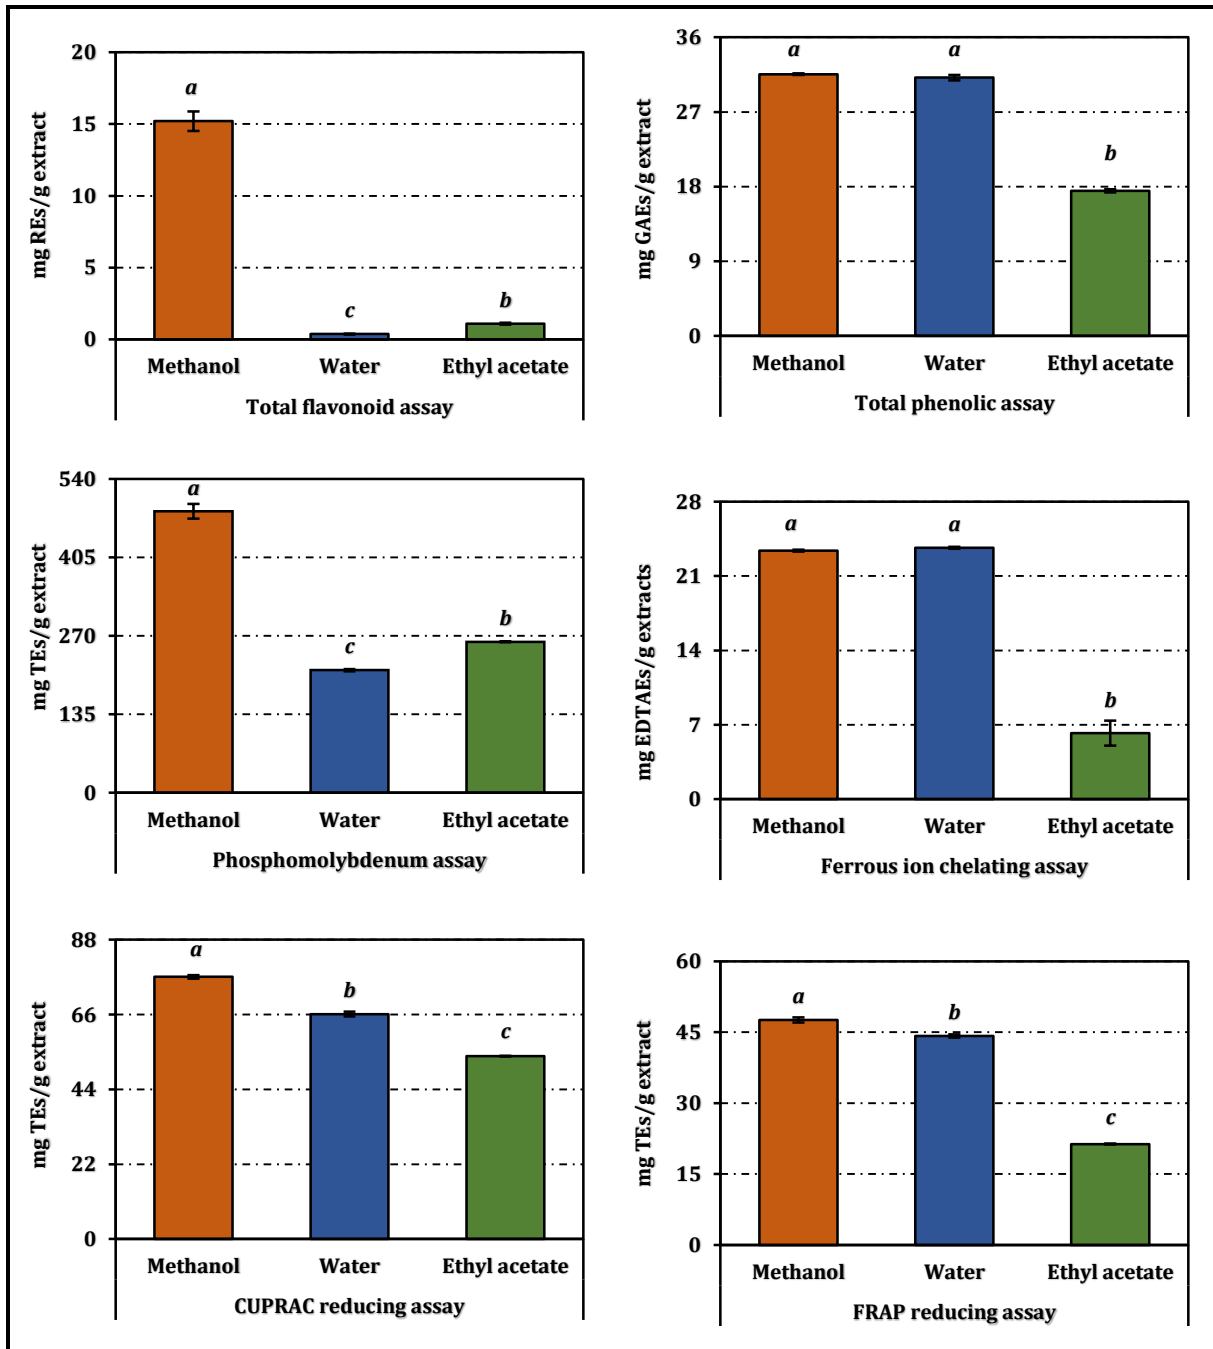 20
15
10
5
0
mg REs/g extract
a
c
b
Methanol Water Ethyl acetate
Total flavonoid assay
36
27
18
9
0
mg GAEs/g extract
a
a
b
Methanol Water Ethyl acetate
Total phenolic assay
540
405
270
135
0
mg TEs/g extract
a
c
b
Methanol Water Ethyl acetate
Phosphomolybdenum assay
28
21
14
7
0
mg EDTAEs/g extracts
a
a
b
Methanol Water Ethyl acetate
Ferrous ion chelating assay
88
66
44
22
0
mg TEs/g extract
a
b
c
Methanol Water Ethyl acetate
CUPRAC reducing assay
60
45
30
15
0
mg TEs/g extract
a
b
c
Methanol Water Ethyl acetate
FRAP reducing assay